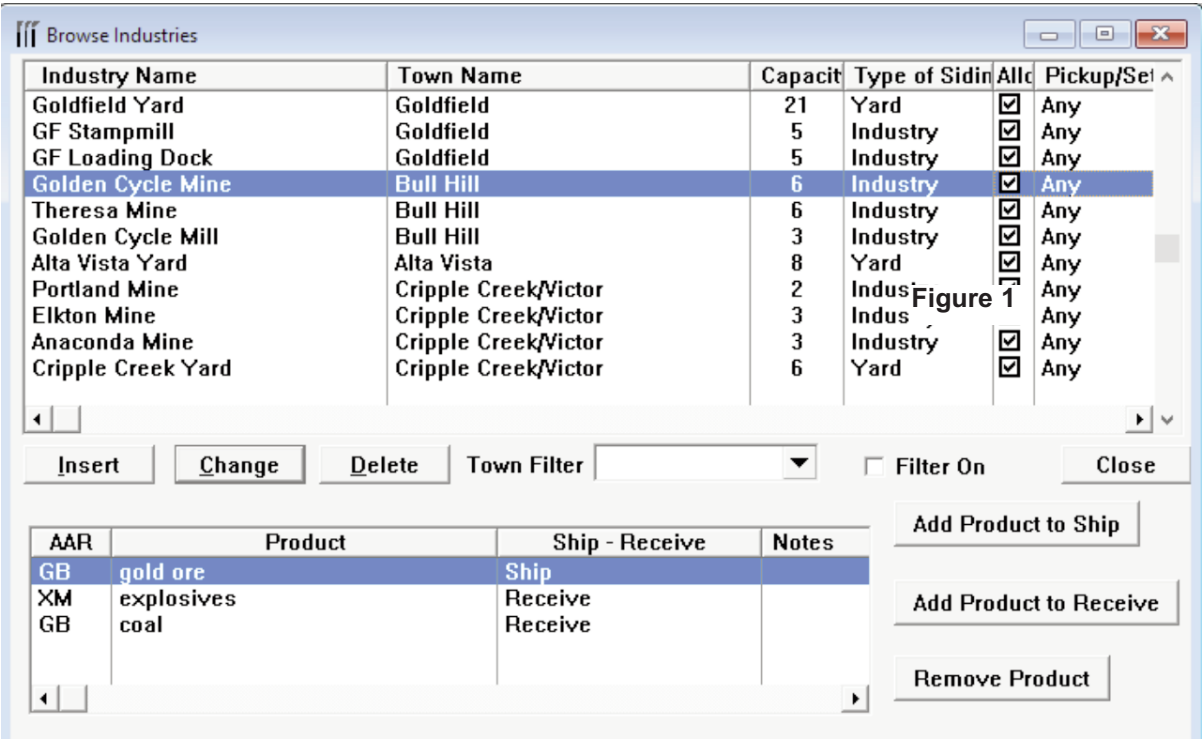 Browse Industries
Industry Name Town Name Capacit Type of Sidin Allo Pickup/Set
Goldfield Yard Goldfield 21 Yard Any
GF Stampmill Goldfield 5 Industry Any
GF Loading Dock Goldfield 5 Industry Any
Golden Cycle Mine Bull Hill 6 Industry Any
Theresa Mine Bull Hill 6 Industry Any
Golden Cycle Mill Bull Hill 3 Industry Any
Alta Vista Yard Alta Vista 8 Yard Any
Portland Mine Cripple Creek/Victor 2 Indus Any
Figure 1
Elkton Mine Cripple Creek/Victor 3 Indus Any
Anaconda Mine Cripple Creek/Victor 3 Industry Any
Cripple Creek Yard Cripple Creek/Victor 6 Yard Any
Insert Change Delete Town Filter Filter On Close
Add Product to Ship
AAR Product Ship - Receive Notes
GB gold ore Ship
XM explosives Receive
Add Product to Receive
GB coal Receive
Remove Product